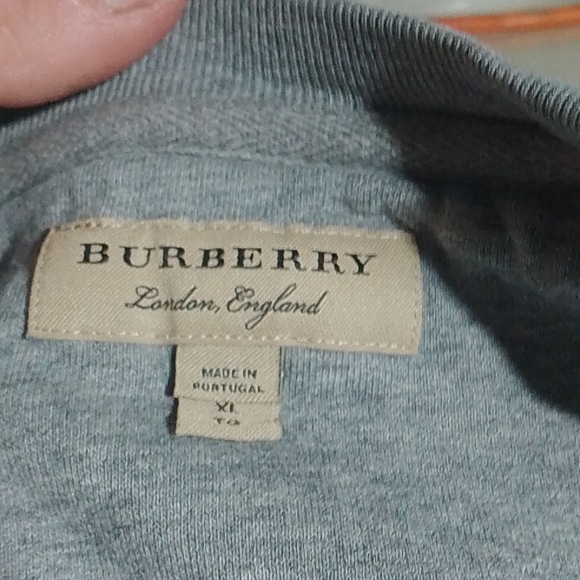 BURBERRY
London, England
MADE IN
PORTUGAL
XL
TG